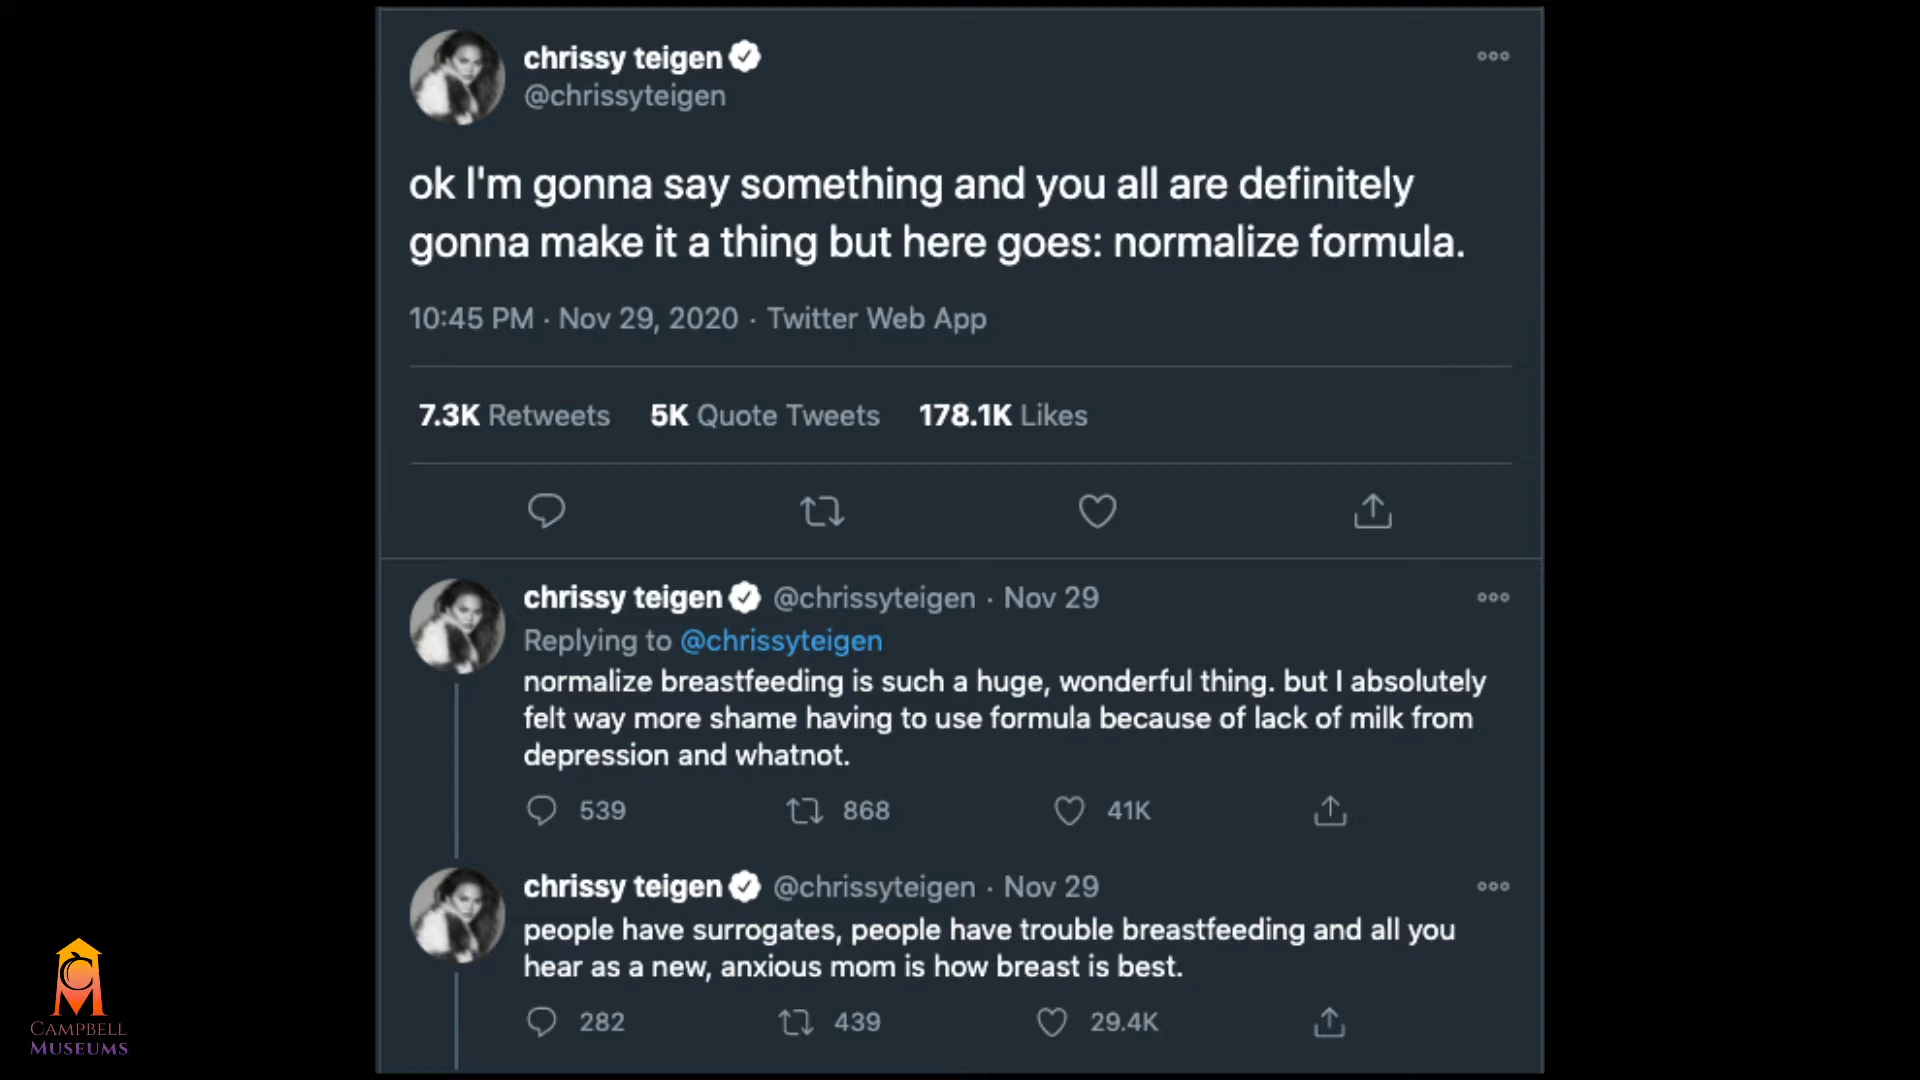 chrissy teigen
@chrissyteigen
ok I'm gonna say something and you all are definitely
gonna make it a thing but here goes: normalize formula.
10:45 PM · Nov 29, 2020 · Twitter Web App
7.3K Retweets 5K Quote Tweets 178.1K Likes
chrissy teigen @chrissyteigen · Nov 29
Replying to @chrissyteigen
normalize breastfeeding is such a huge, wonderful thing. but I absolutely
felt way more shame having to use formula because of lack of milk from
depression and whatnot.
539 868 41K
chrissy teigen @chrissyteigen · Nov 29
people have surrogates, people have trouble breastfeeding and all you
hear as a new, anxious mom is how breast is best.
282 439 29.4K
CAMPBELL
MUSEUMS